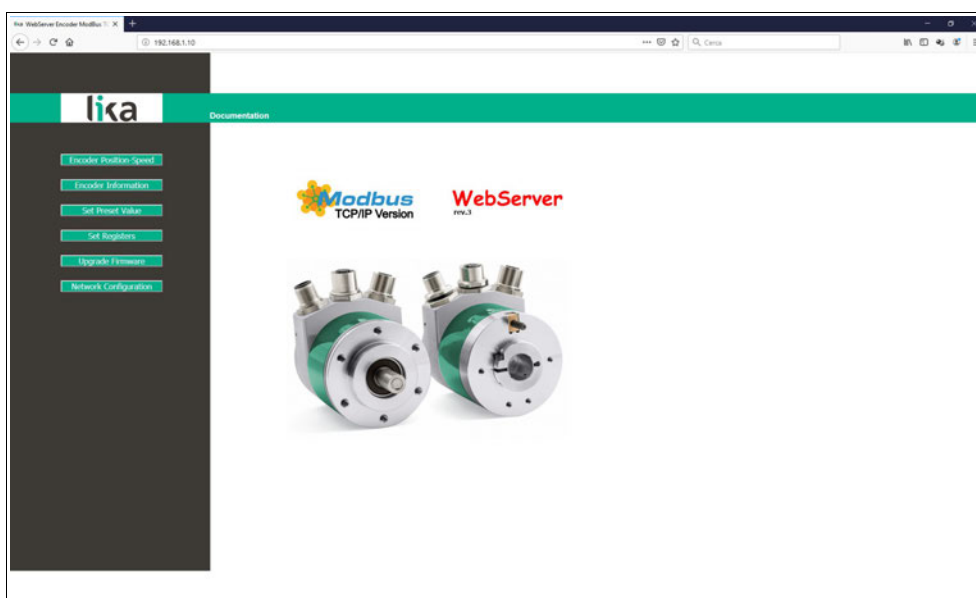 lika WebServer Encoder ModBus T
192.168.1.10
Cerca
lika
Documentation
Encoder Position-Speed
Encoder Information
Set Preset Value
Set Registers
Upgrade Firmware
Network Configuration
Modbus
TCP/IP Version
WebServer
rev.3